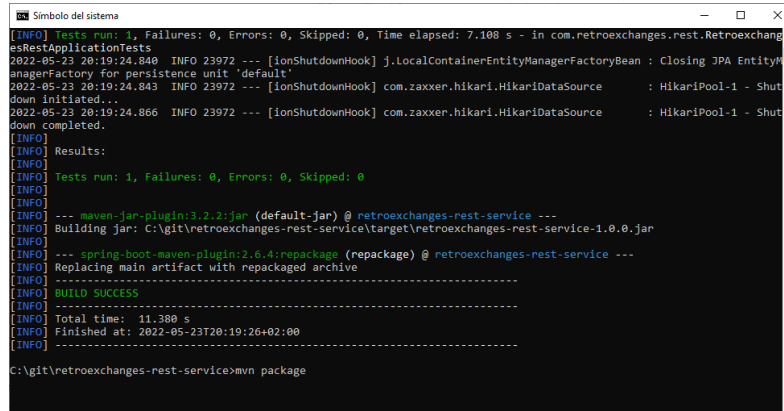 Símbolo del sistema
[INFO] Tests run: 1, Failures: 0, Errors: 0, Skipped: 0, Time elapsed: 7.108 s - in com.retroexchanges.rest.Retroexchang
esRestApplicationTests
2022-05-23 20:19:24.840  INFO 23972 --- [ionShutdownHook] j.LocalContainerEntityManagerFactoryBean : Closing JPA EntityM
anagerFactory for persistence unit 'default'
2022-05-23 20:19:24.843  INFO 23972 --- [ionShutdownHook] com.zaxxer.hikari.HikariDataSource       : HikariPool-1 - Shut
down initiated...
2022-05-23 20:19:24.866  INFO 23972 --- [ionShutdownHook] com.zaxxer.hikari.HikariDataSource       : HikariPool-1 - Shut
down completed.
[INFO]
[INFO] Results:
[INFO]
[INFO] Tests run: 1, Failures: 0, Errors: 0, Skipped: 0
[INFO]
[INFO]
[INFO] --- maven-jar-plugin:3.2.2:jar (default-jar) @ retroexchanges-rest-service ---
[INFO] Building jar: C:\git\retroexchanges-rest-service\target\retroexchanges-rest-service-1.0.0.jar
[INFO]
[INFO] --- spring-boot-maven-plugin:2.6.4:repackage (repackage) @ retroexchanges-rest-service ---
[INFO] Replacing main artifact with repackaged archive
[INFO] ------------------------------------------------------------------------
[INFO] BUILD SUCCESS
[INFO] ------------------------------------------------------------------------
[INFO] Total time:  11.380 s
[INFO] Finished at: 2022-05-23T20:19:26+02:00
[INFO] ------------------------------------------------------------------------
C:\git\retroexchanges-rest-service>mvn package